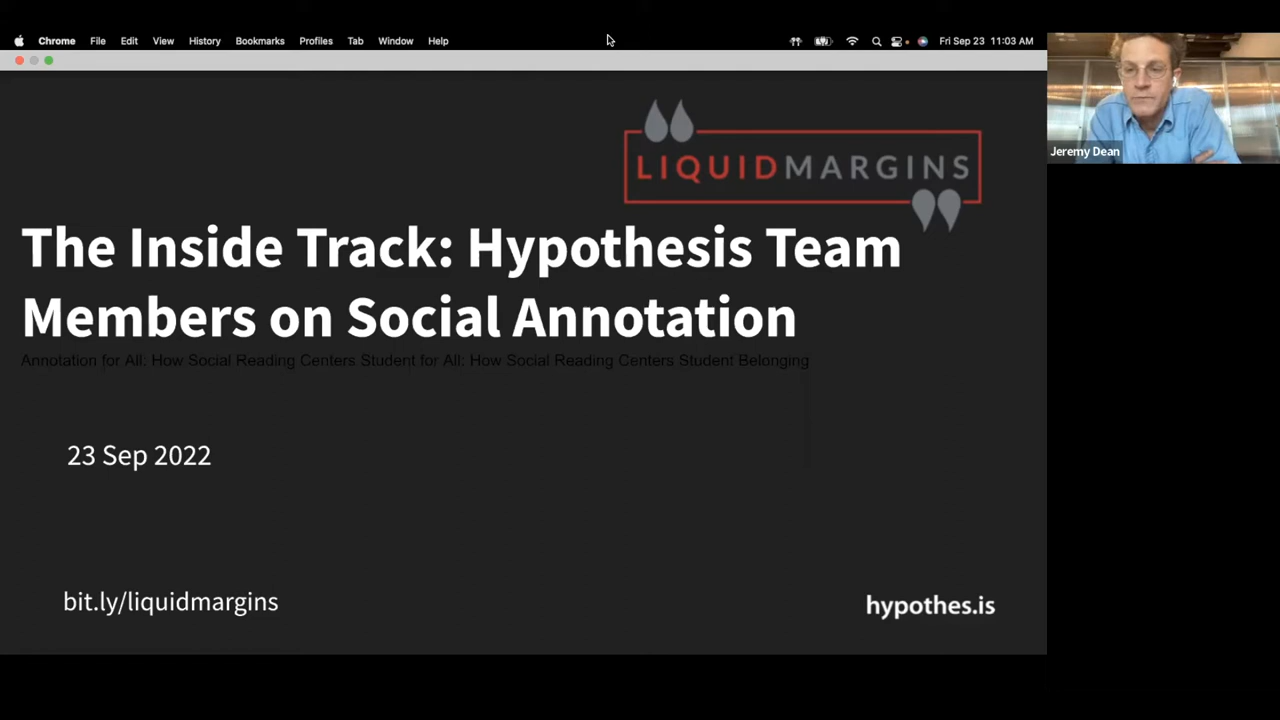 Chrome File Edit View History Bookmarks Profiles Tab Window Help Fri Sep 23 11:03 AM
LIQUIDMARGINS
The Inside Track: Hypothesis Team
Members on Social Annotation
Annotation for All: How Social Reading Centers Student for All: How Social Reading Centers Student Belonging
23 Sep 2022
bit.ly/liquidmargins
hypothes.is
Jeremy Dean